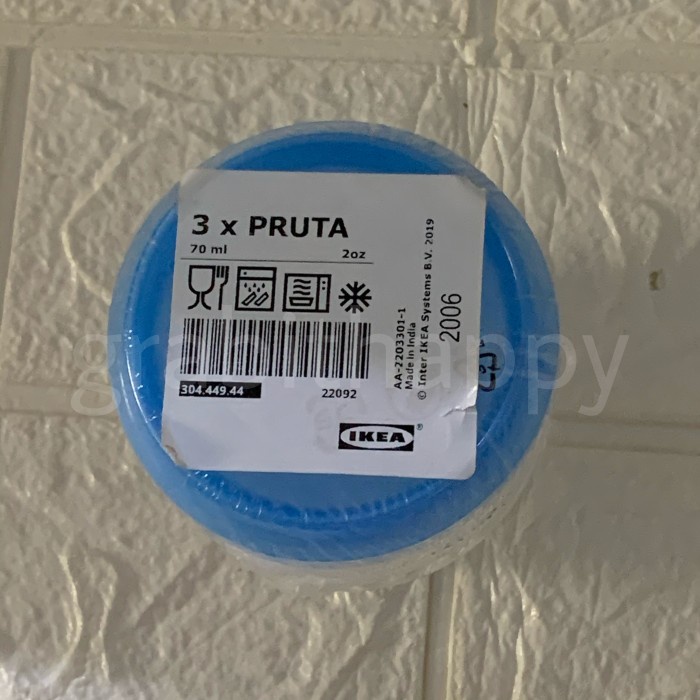 3 x PRUTA
70 ml 2oz
304.449.44 22092
IKEA®
AA-2203301-1
Made in India
© Inter IKEA Systems B.V. 2019
2006
grabithappy